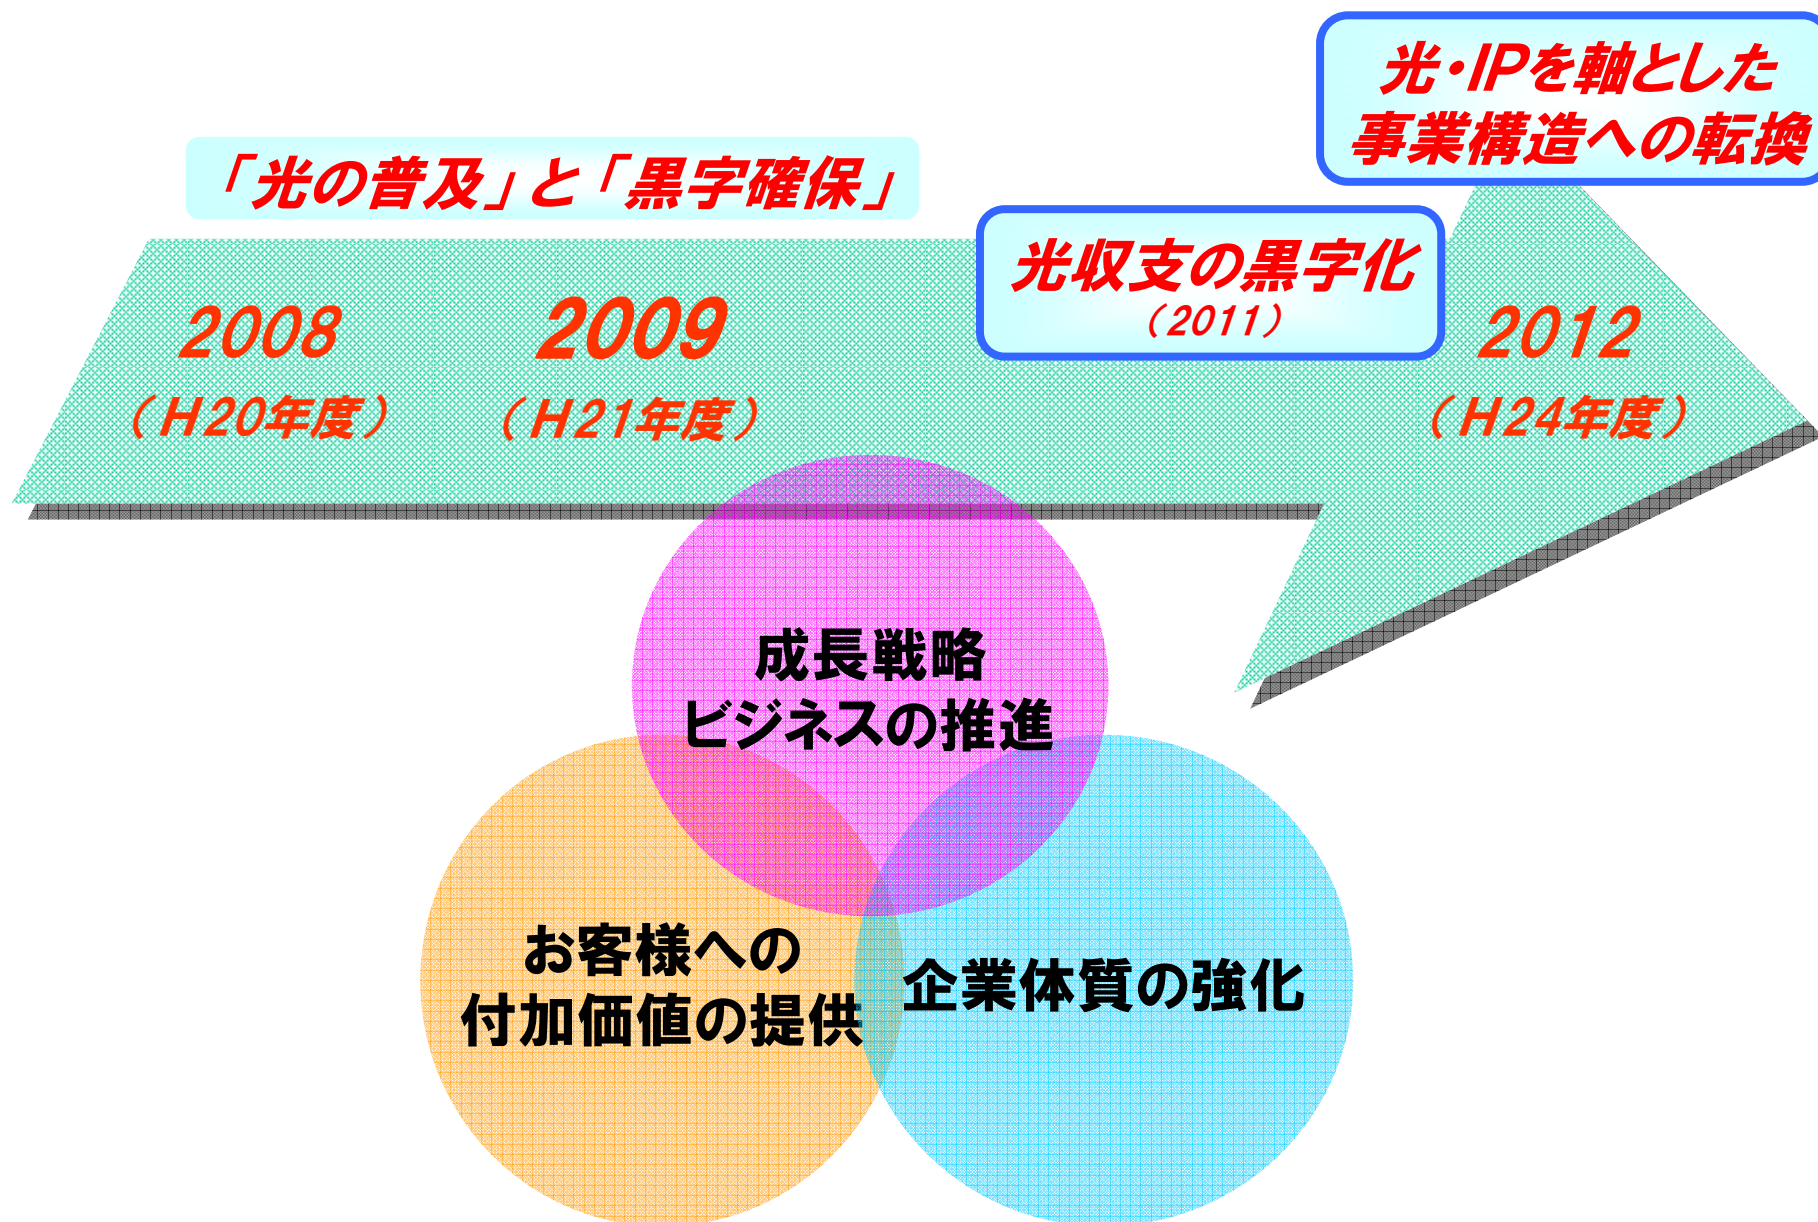 光・IPを軸とした
事業構造への転換
「光の普及」と「黒字確保」
光収支の黒字化
（2011）
2008
（H20年度）
2009
（H21年度）
2012
（H24年度）
成長戦略
ビジネスの推進
お客様への
付加価値の提供
企業体質の強化